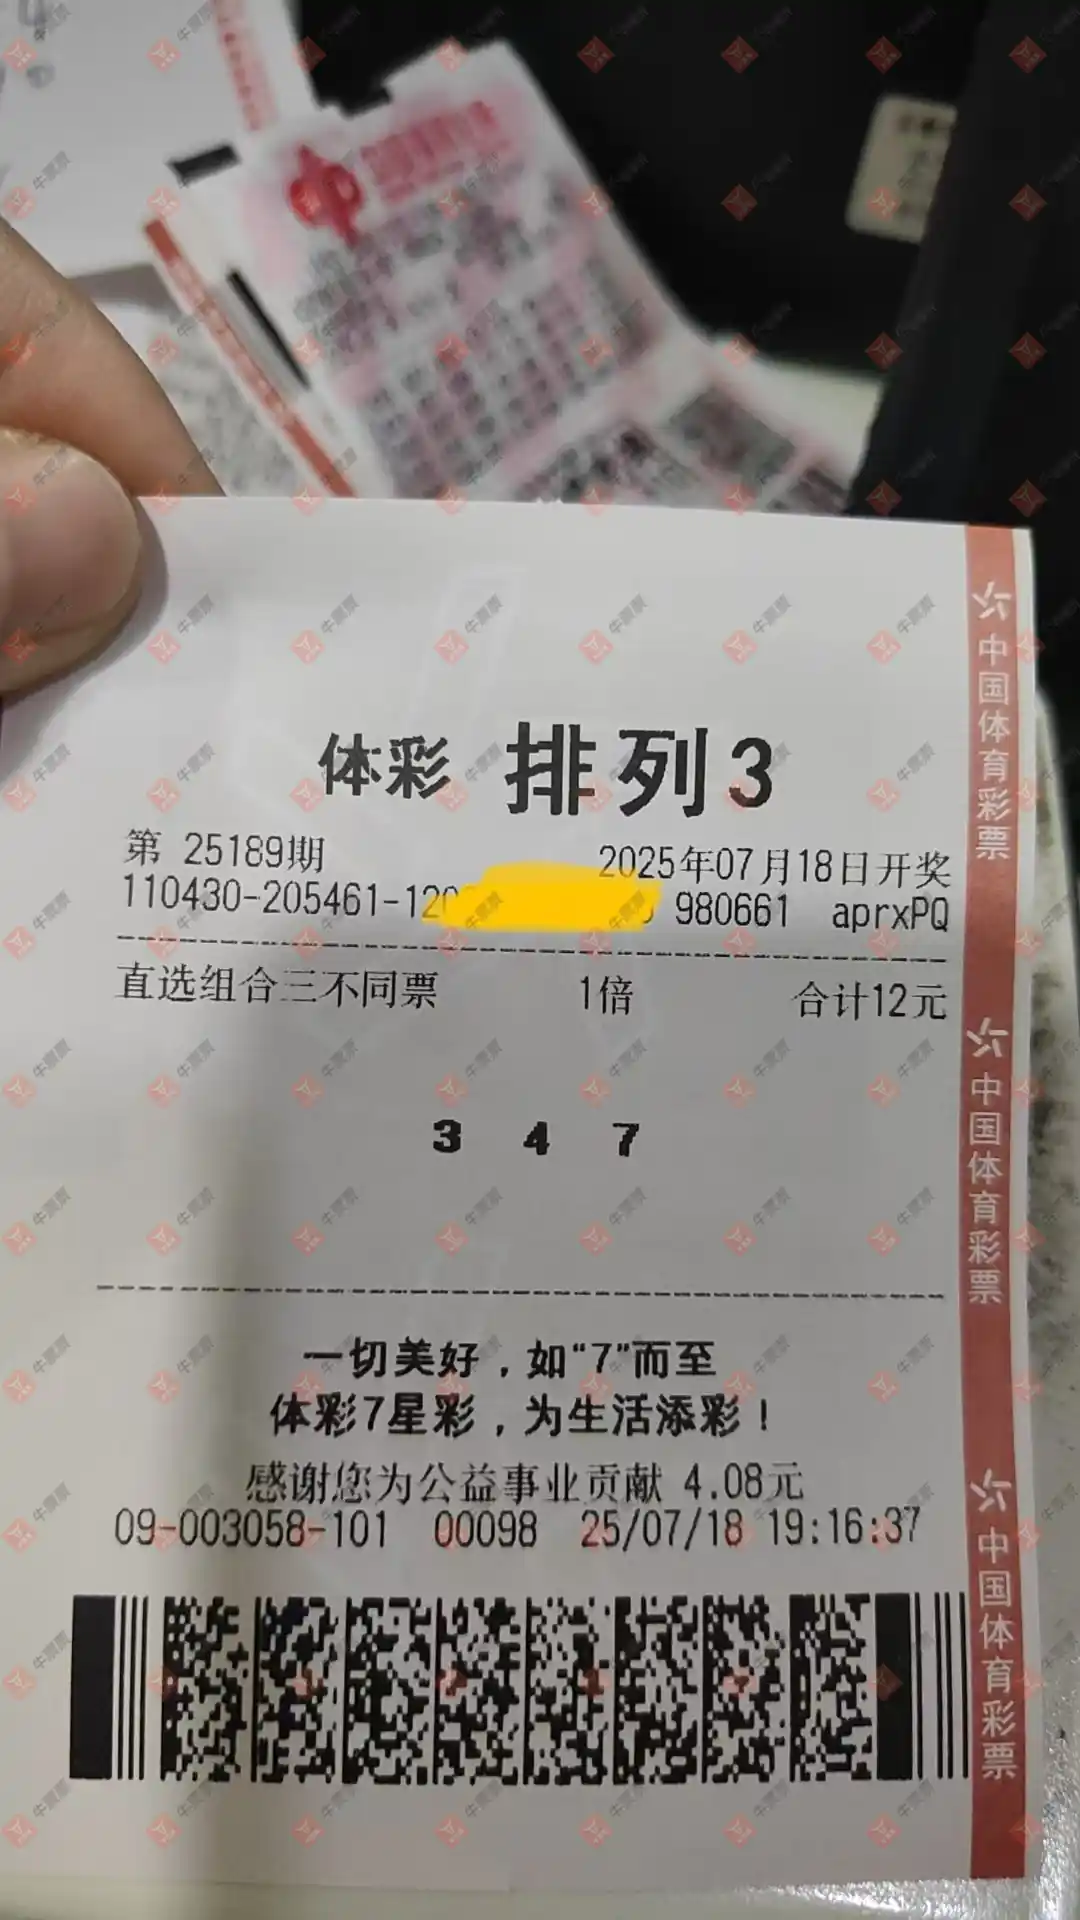 体彩 排列3
第 25189期 2025年07月18日开奖
110430-205461-120 980661 aprxPQ
直选组合三不同票 1倍 合计12元
3 4 7
一切美好，如“7”而至
体彩7星彩，为生活添彩！
感谢您为公益事业贡献 4.08元
09-003058-101 00098 25/07/18 19:16:37
中国体育彩票
中国体育彩票
中国体育彩票
牛票票